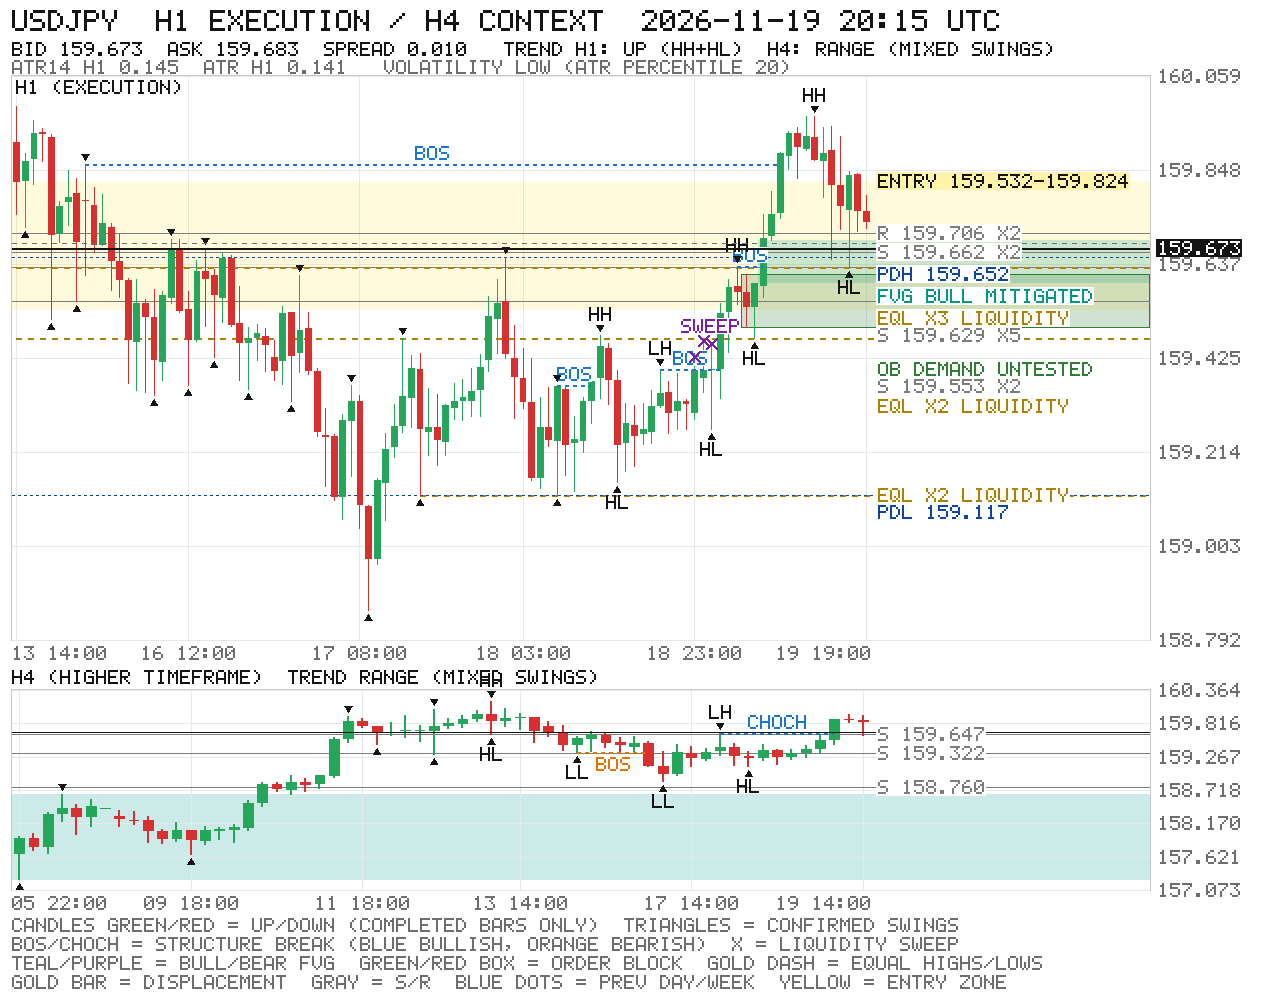 USDJPY  H1 EXECUTION / H4 CONTEXT  2026-11-19 20:15 UTC
BID 159.673  ASK 159.683  SPREAD 0.010   TREND H1: UP (HH+HL)  H4: RANGE (MIXED SWINGS)
ATR14 H1 0.145  ATR H1 0.141   VOLATILITY LOW (ATR PERCENTILE 20)
160.059
H1 (EXECUTION)
HH
BOS
159.848
ENTRY 159.532-159.824
R 159.706 X2
HH
159.673
S 159.662 X2
BOS
159.637
PDH 159.652
HL
FVG BULL MITIGATED
HH
EQL X3 LIQUIDITY
SWEEP
S 159.629 X5
LH
BOS
HL
159.425
OB DEMAND UNTESTED
BOS
S 159.553 X2
EQL X2 LIQUIDITY
HL
159.214
EQL X2 LIQUIDITY
HL
PDL 159.117
159.003
158.792
13 14:00  16 12:00  17 08:00  18 03:00  18 23:00  19 19:00
H4 (HIGHER TIMEFRAME)  TREND RANGE (MIXED SWINGS)
HH
160.364
LH
CHOCH
159.816
S 159.647
HL
S 159.322
159.267
BOS
LL
HL
S 158.760
158.718
LL
158.170
157.621
157.073
05 22:00  09 18:00  11 18:00  13 14:00  17 14:00  19 14:00
CANDLES GREEN/RED = UP/DOWN (COMPLETED BARS ONLY)  TRIANGLES = CONFIRMED SWINGS
BOS/CHOCH = STRUCTURE BREAK (BLUE BULLISH, ORANGE BEARISH)  X = LIQUIDITY SWEEP
TEAL/PURPLE = BULL/BEAR FVG  GREEN/RED BOX = ORDER BLOCK  GOLD DASH = EQUAL HIGHS/LOWS
GOLD BAR = DISPLACEMENT  GRAY = S/R  BLUE DOTS = PREV DAY/WEEK  YELLOW = ENTRY ZONE